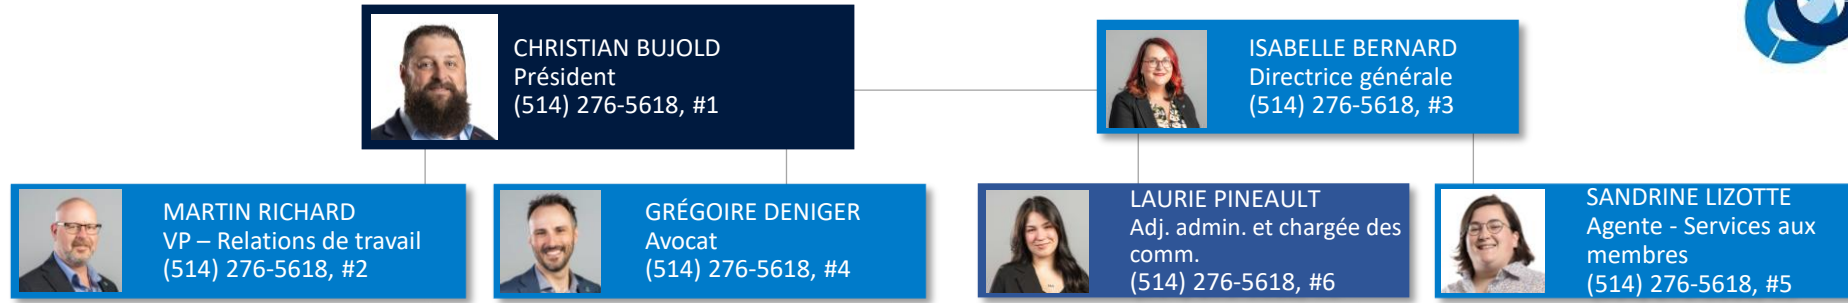 CHRISTIAN BUJOLD
Président
(514) 276-5618, #1
ISABELLE BERNARD
Directrice générale
(514) 276-5618, #3
MARTIN RICHARD
VP – Relations de travail
(514) 276-5618, #2
GRÉGOIRE DENIGER
Avocat
(514) 276-5618, #4
LAURIE PINEAULT
Adj. admin. et chargée des
comm.
(514) 276-5618, #6
SANDRINE LIZOTTE
Agente - Services aux
membres
(514) 276-5618, #5